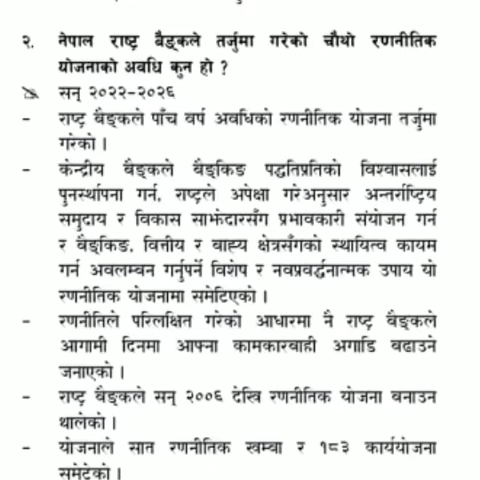 २. नेपाल राष्ट्र बैङ्कले तर्जुमा गरेको चौथो रणनीतिक
योजनाको अवधि कुन हो ?
सन् २०२२-२०२६
- राष्ट्र बैङ्कले पाँच वर्ष अवधिको रणनीतिक योजना तर्जुमा
गरेको ।
- केन्द्रीय बैङ्कले बैङ्किङ पद्धतिप्रतिको विश्वासलाई
पुनर्स्थापना गर्न, राष्ट्रले अपेक्षा गरेअनुसार अन्तर्राष्ट्रिय
समुदाय र विकास साझेदारसँग प्रभावकारी संयोजन गर्न
र बैङ्किङ, वित्तीय र वाह्य क्षेत्रसँगको स्थायित्व कायम
गर्न अवलम्बन गर्नुपर्ने विशेष र नवप्रवर्द्धनात्मक उपाय यो
रणनीतिक योजनामा समेटिएको ।
- रणनीतिले परिलक्षित गरेको आधारमा नै राष्ट्र बैङ्कले
आगामी दिनमा आफ्ना कामकारबाही अगाडि बढाउने
जनाएको ।
- राष्ट्र बैङ्कले सन् २००६ देखि रणनीतिक योजना बनाउन
थालेको ।
- योजनाले सात रणनीतिक खम्बा र १८३ कार्ययोजना
समेटेको ।